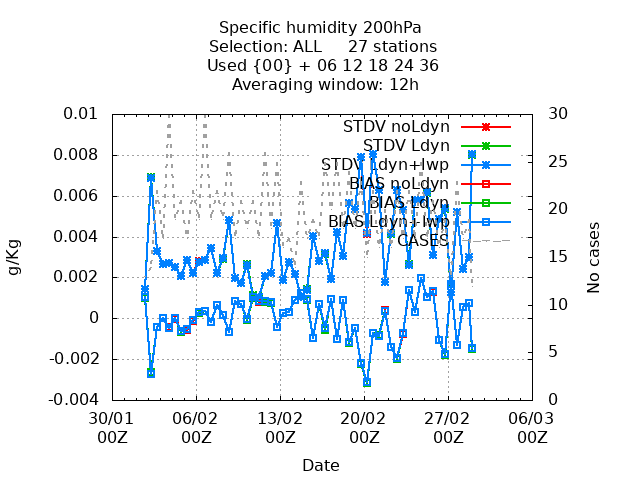 Specific humidity 200hPa
Selection: ALL     27 stations
Used {00} + 06 12 18 24 36
Averaging window: 12h
0.01
0.008
0.006
0.004
0.002
0
-0.002
-0.004
g/Kg
30
25
20
15
10
5
0
No cases
STDV noLdyn
STDV Ldyn
STDV Ldyn+lwp
BIAS noLdyn
BIAS Ldyn
BIAS Ldyn+lwp
CASES
30/01 06/02 13/02 20/02 27/02 06/03
00Z 00Z 00Z 00Z 00Z 00Z
Date